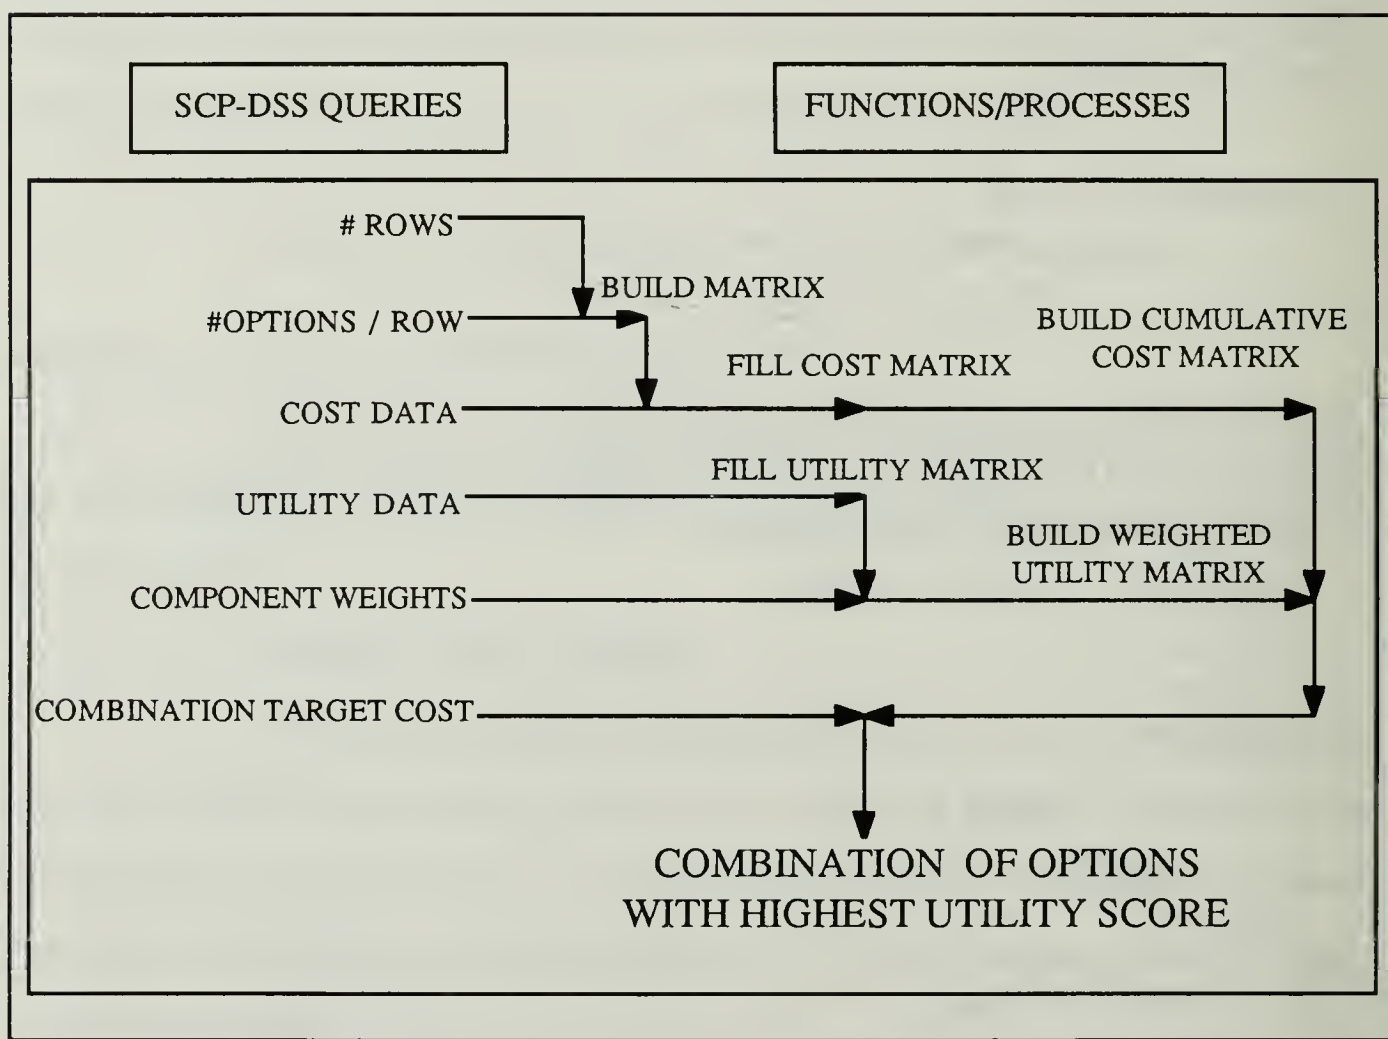 SCP-DSS QUERIES
FUNCTIONS/PROCESSES
# ROWS
BUILD MATRIX
#OPTIONS / ROW
BUILD CUMULATIVE
COST MATRIX
FILL COST MATRIX
COST DATA
FILL UTILITY MATRIX
UTILITY DATA
BUILD WEIGHTED
UTILITY MATRIX
COMPONENT WEIGHTS
COMBINATION TARGET COST
COMBINATION OF OPTIONS
WITH HIGHEST UTILITY SCORE